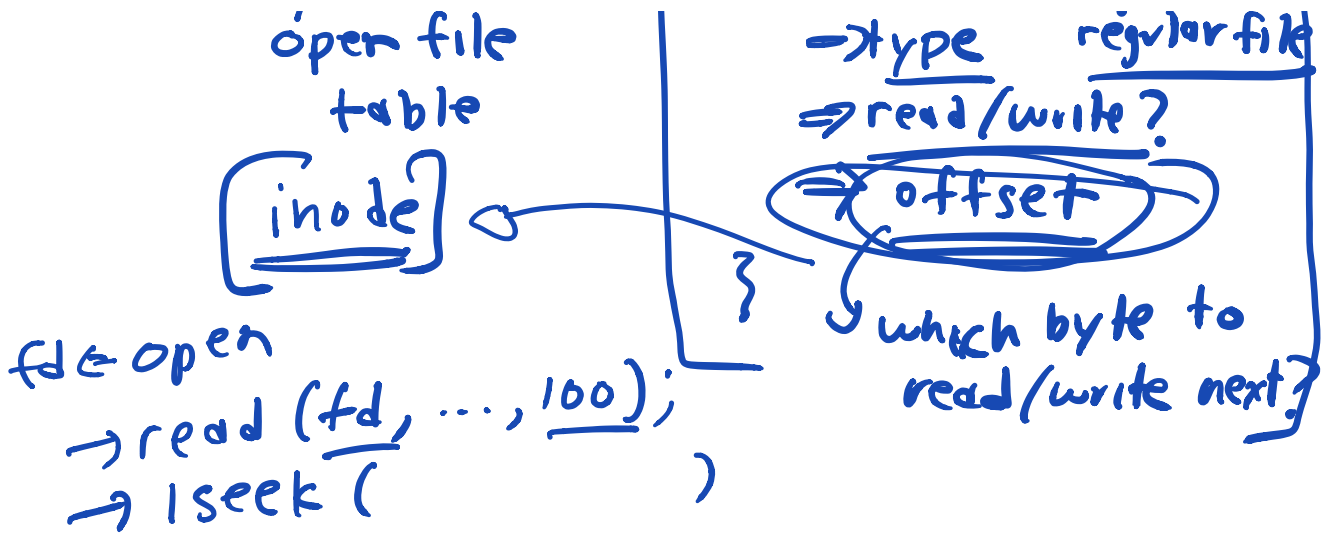 open file
table
[inode]
⇒ type regular file
⇒ read/write?
⇒ offset
}
which byte to
read/write next?
fd ← open
→ read (fd, ..., 100);
→ lseek ( )